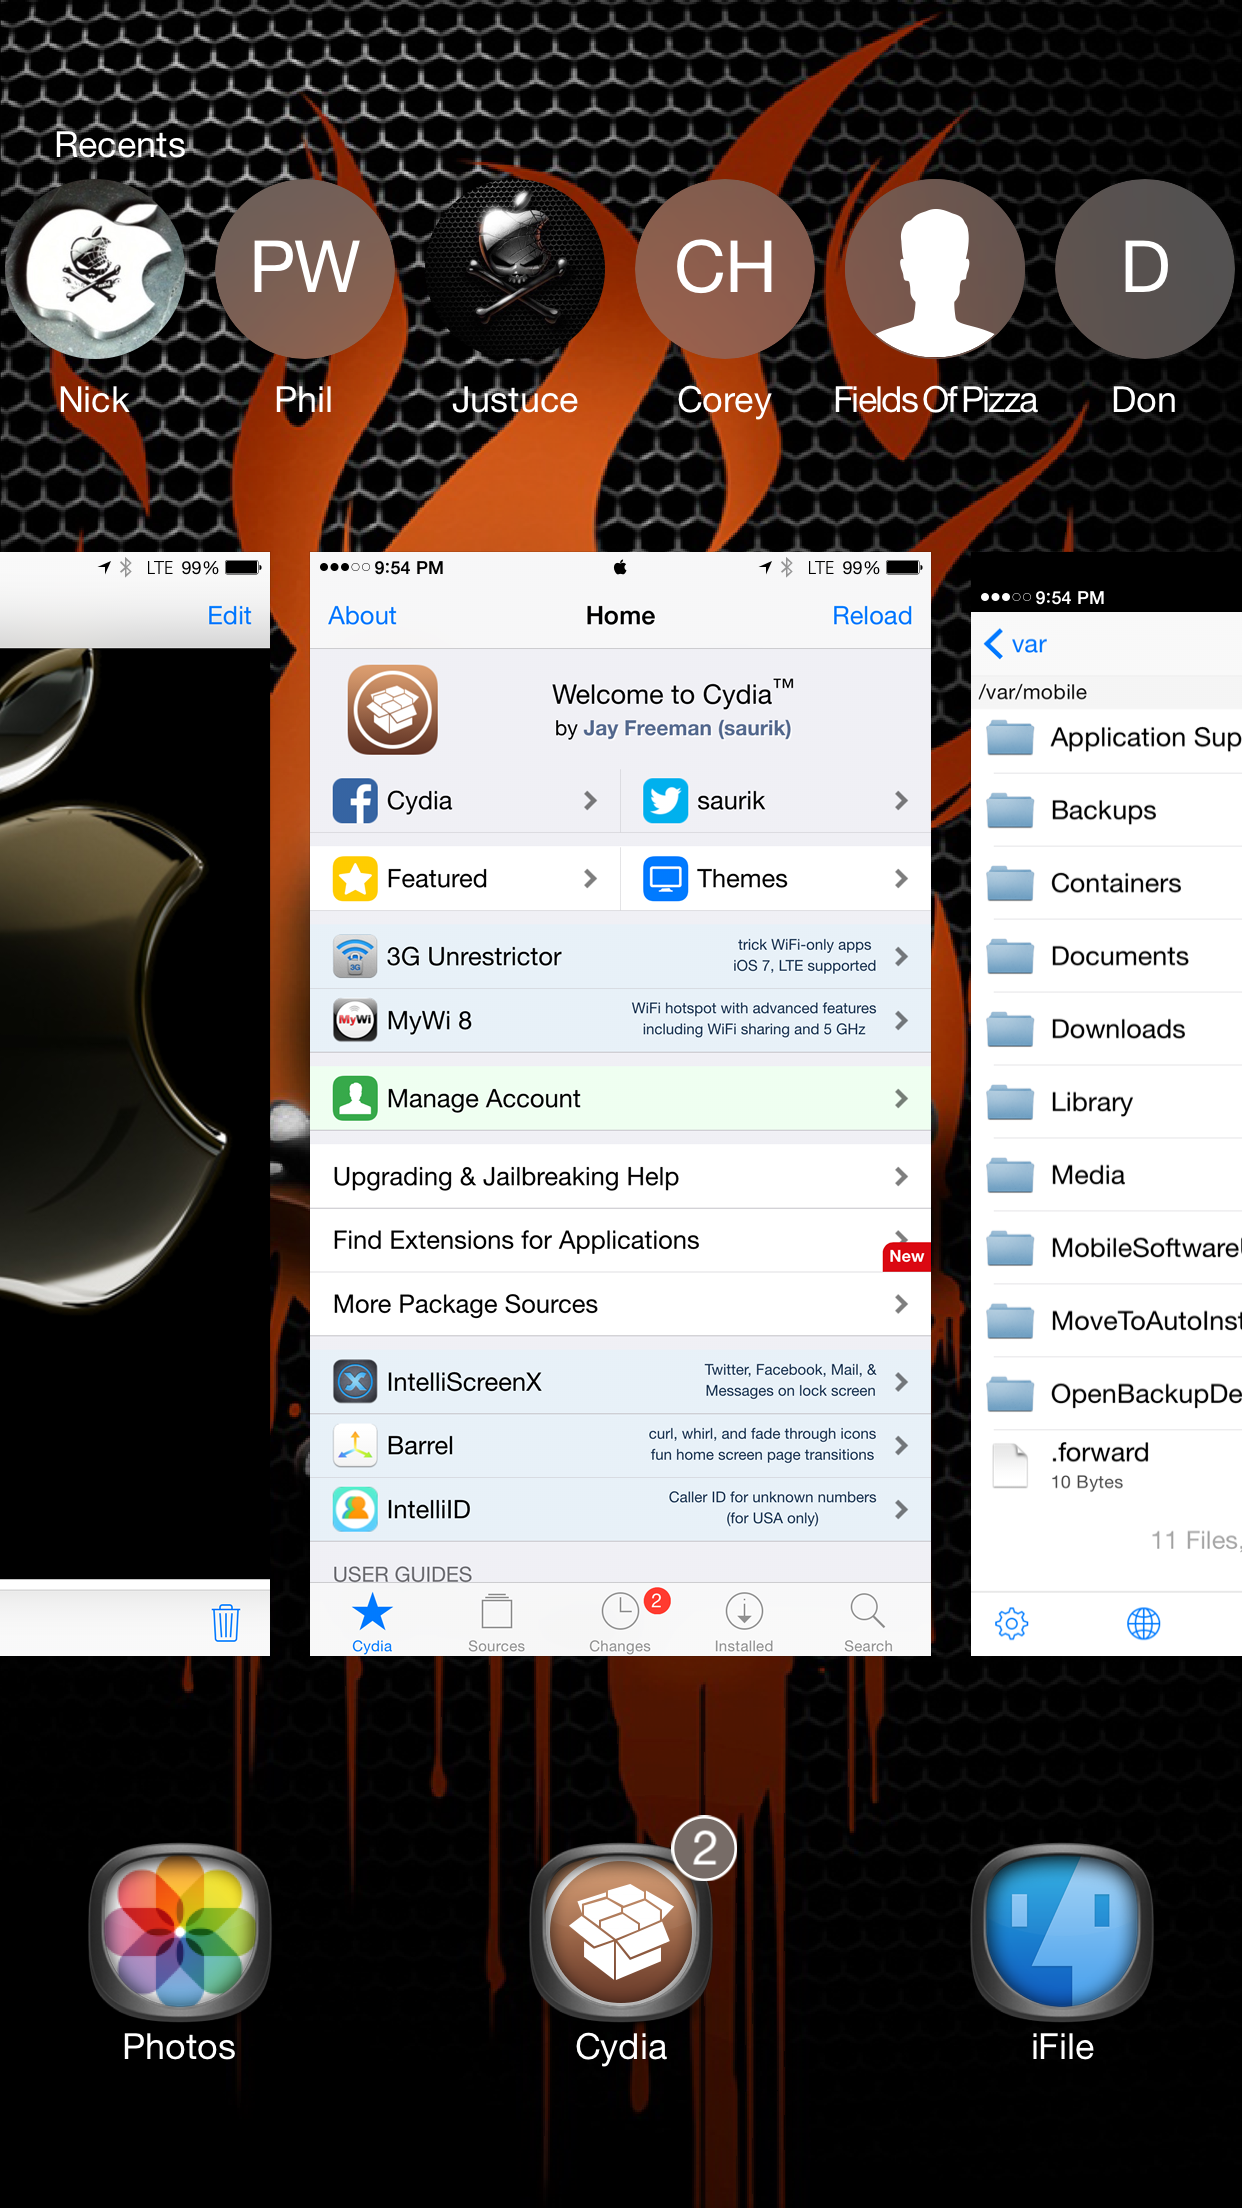 Recents
PW
CH
D
Nick
Phil
Justuce
Corey
Fields Of Pizza
Don
LTE 99%
Edit
9:54 PM
LTE 99%
About
Home
Reload
Welcome to Cydia™
by Jay Freeman (saurik)
Cydia
saurik
Featured
Themes
3G
3G Unrestrictor
trick WiFi-only apps
iOS 7, LTE supported
MyWi
MyWi 8
WiFi hotspot with advanced features
including WiFi sharing and 5 GHz
Manage Account
Upgrading & Jailbreaking Help
Find Extensions for Applications
New
More Package Sources
IntelliScreenX
Twitter, Facebook, Mail, &
Messages on lock screen
Barrel
curl, whirl, and fade through icons
fun home screen page transitions
IntelliID
Caller ID for unknown numbers
(for USA only)
USER GUIDES
2
Cydia
Sources
Changes
Installed
Search
9:54 PM
var
/var/mobile
Application Sup
Backups
Containers
Documents
Downloads
Library
Media
MobileSoftware
MoveToAutoInst
OpenBackupDe
.forward
10 Bytes
11 Files,
2
Photos
Cydia
iFile